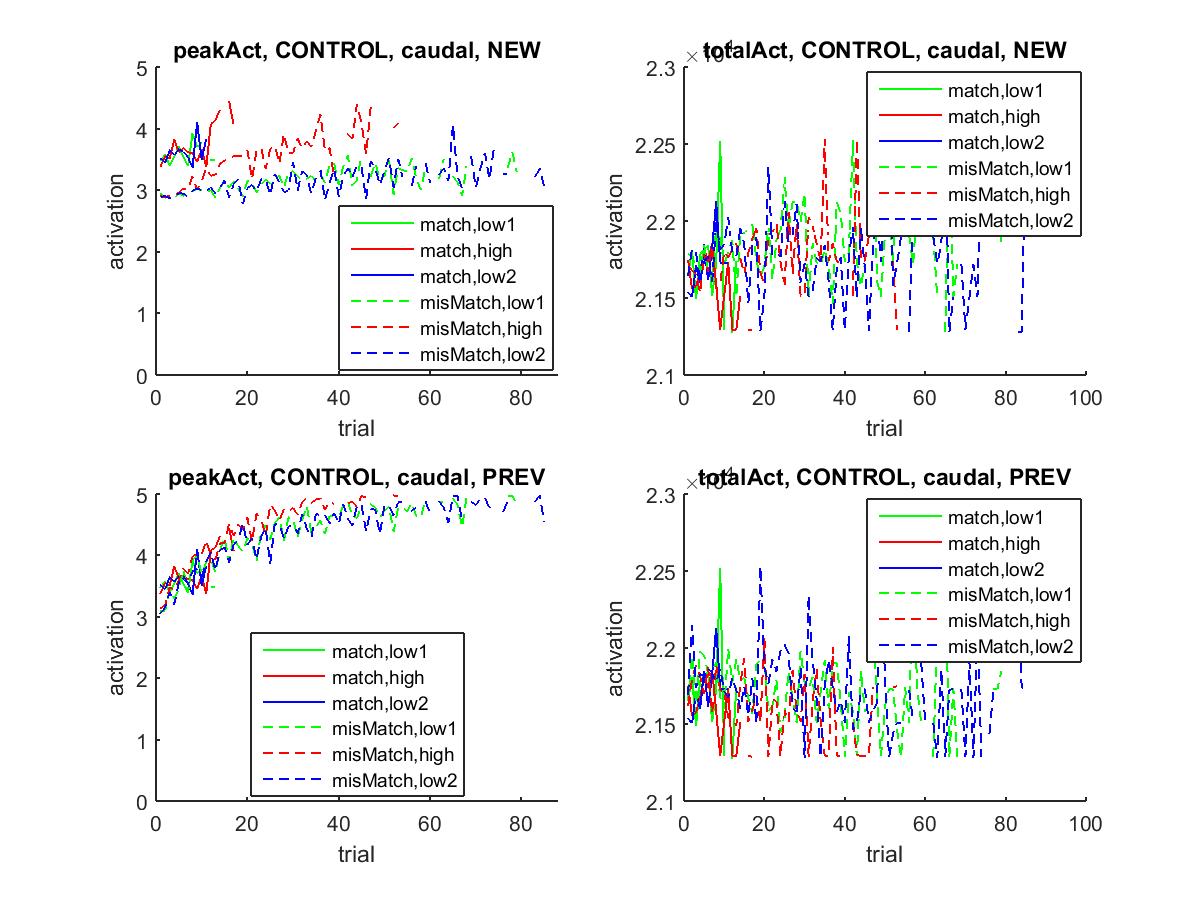 peakAct, CONTROL, caudal, NEW
5
4
3
2
1
0
activation
0 20 40 60 80
trial
match,low1
match,high
match,low2
misMatch,low1
misMatch,high
misMatch,low2
totalAct, CONTROL, caudal, NEW
2.3
2.25
2.2
2.15
2.1
activation
0 20 40 60 80 100
trial
match,low1
match,high
match,low2
misMatch,low1
misMatch,high
misMatch,low2
peakAct, CONTROL, caudal, PREV
5
4
3
2
1
0
activation
0 20 40 60 80
trial
match,low1
match,high
match,low2
misMatch,low1
misMatch,high
misMatch,low2
totalAct, CONTROL, caudal, PREV
2.3
2.25
2.2
2.15
2.1
activation
0 20 40 60 80 100
trial
match,low1
match,high
match,low2
misMatch,low1
misMatch,high
misMatch,low2